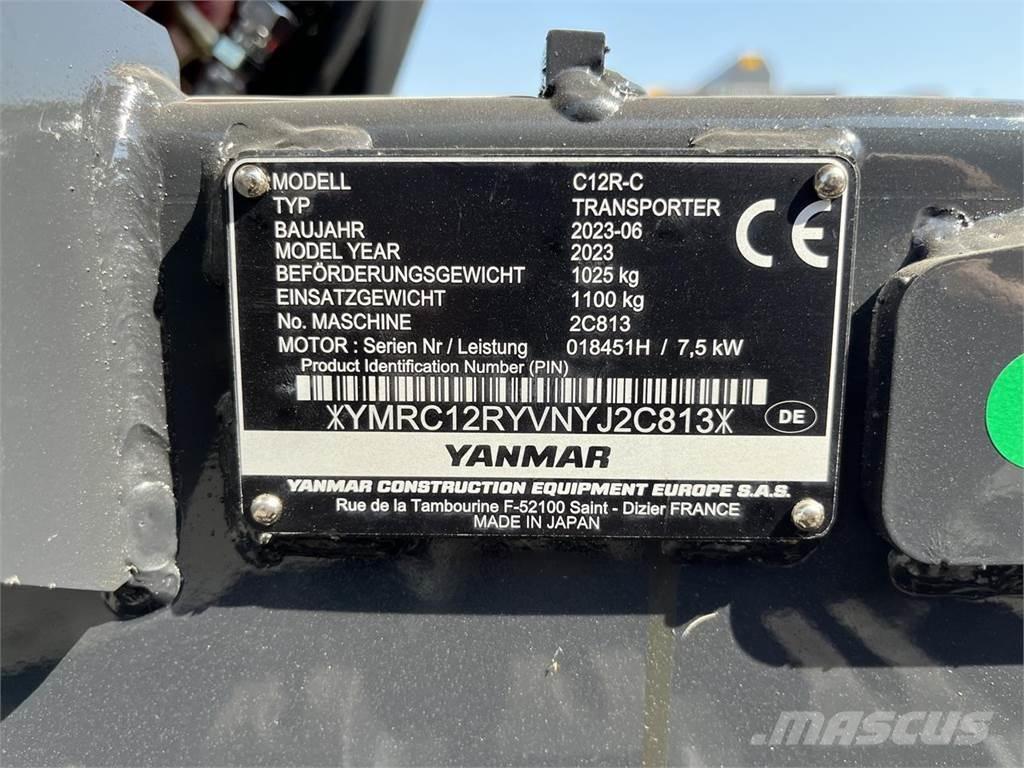 MODELL C12R-C
TYP TRANSPORTER
BAUJAHR 2023-06
MODEL YEAR 2023
BEFÖRDERUNGSGEWICHT 1025 kg
EINSATZGEWICHT 1100 kg
No. MASCHINE 2C813
MOTOR : Serien Nr / Leistung 018451H / 7,5 kW
Product Identification Number (PIN)
*YMRC12RYVNYJ2C813*
DE
CE
YANMAR
YANMAR CONSTRUCTION EQUIPMENT EUROPE S.A.S.
Rue de la Tambourine F-52100 Saint - Dizier FRANCE
MADE IN JAPAN
MASCUS